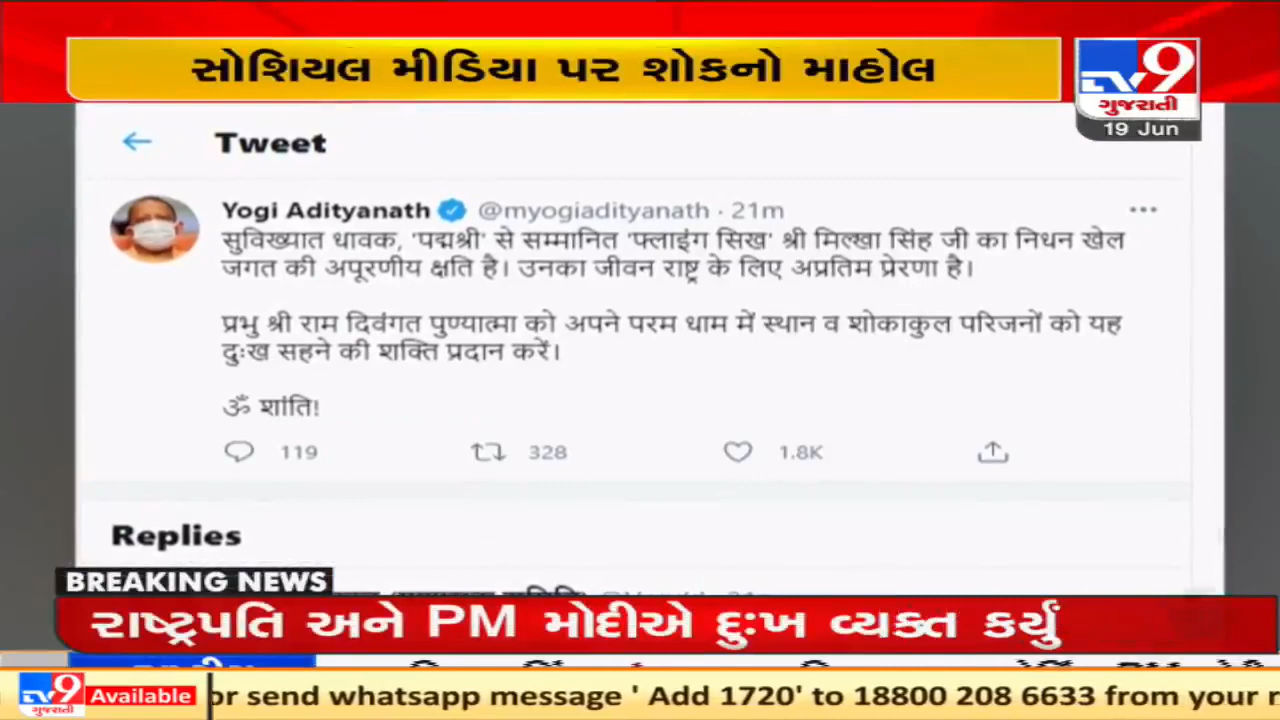 સોશિયલ મીડિયા પર શોકનો માહોલ
TV9
ગુજરાતી
19 Jun
Tweet
Yogi Adityanath @myogiadityanath · 21m
सुविख्यात धावक, 'पद्मश्री' से सम्मानित 'फ्लाइंग सिख' श्री मिल्खा सिंह जी का निधन खेल
जगत की अपूरणीय क्षति है। उनका जीवन राष्ट्र के लिए अप्रतिम प्रेरणा है।
प्रभु श्री राम दिवंगत पुण्यात्मा को अपने परम धाम में स्थान व शोकाकुल परिजनों को यह
दुःख सहने की शक्ति प्रदान करें।
ॐ शांति!
119 328 1.8K
Replies
BREAKING NEWS
રાષ્ટ્રપતિ અને PM મોદીએ દુઃખ વ્યક્ત કર્યું
TV9
ગુજરાતી
Available
or send whatsapp message ' Add 1720' to 18800 208 6633 from your